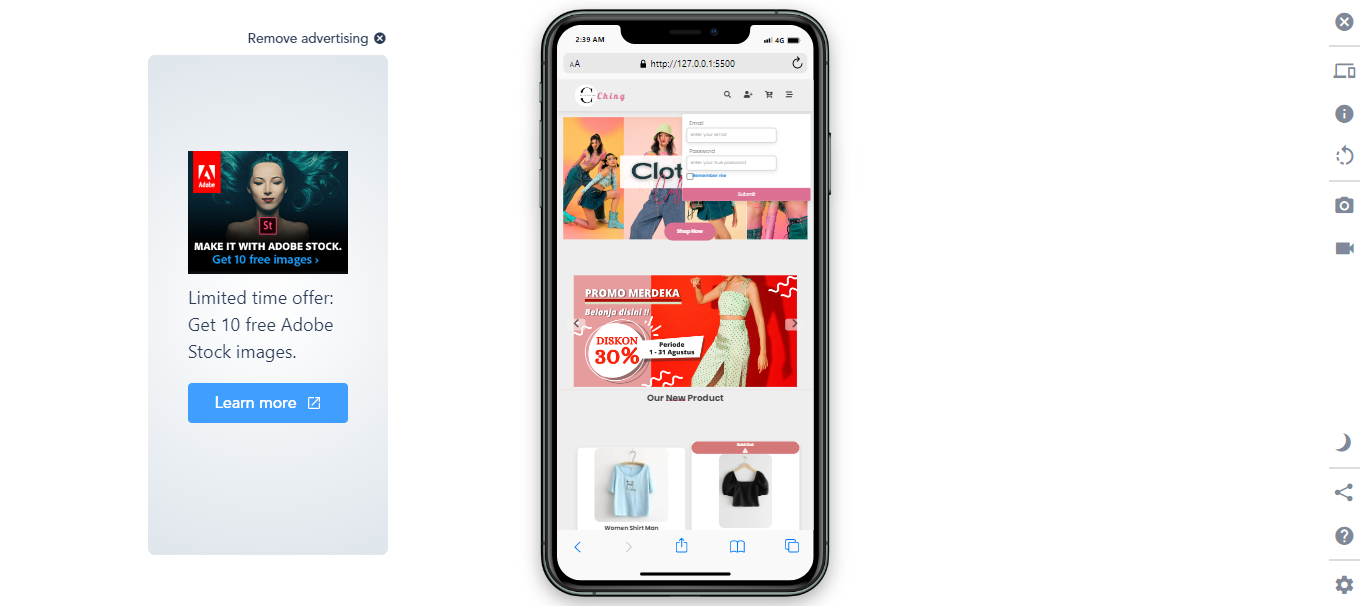 Remove advertising
Adobe
St
MAKE IT WITH ADOBE STOCK.
Get 10 free images ›
Limited time offer:
Get 10 free Adobe
Stock images.
Learn more
2:39 AM
4G
AA
http://127.0.0.1:5500
C Ching
Email
enter your email
Password
enter your true password
Remember me
Submit
Clot
Shop Now
PROMO MERDEKA
Belanja disini !!
DISKON
30%
Periode
1 - 31 Agustus
Our New Product
Women Shirt Man